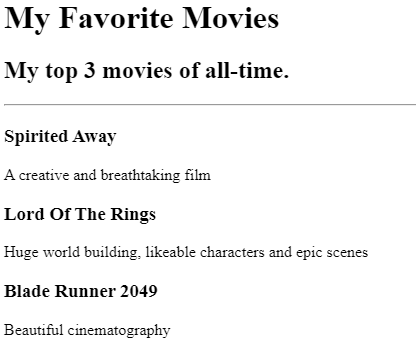 My Favorite Movies
My top 3 movies of all-time.
Spirited Away
A creative and breathtaking film
Lord Of The Rings
Huge world building, likeable characters and epic scenes
Blade Runner 2049
Beautiful cinematography